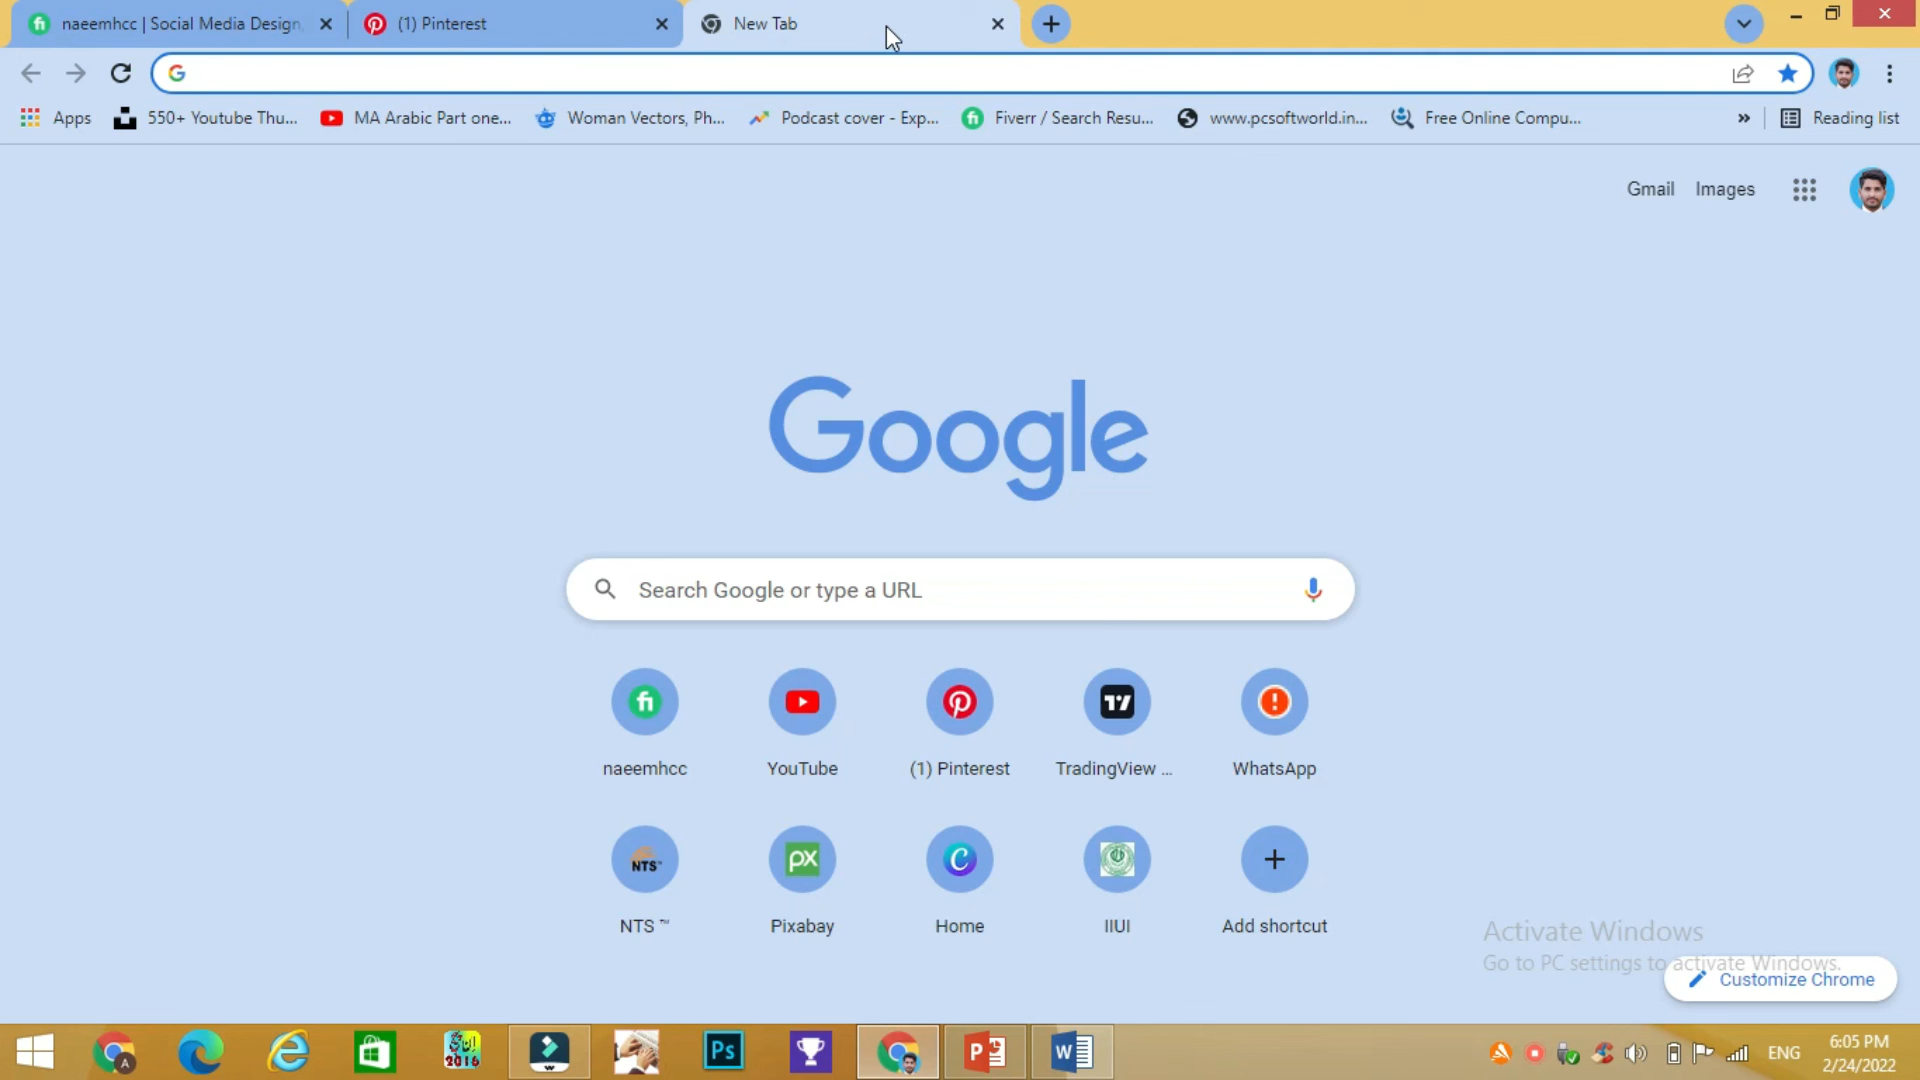 naeemhcc | Social Media Design,
(1) Pinterest
New Tab
Apps
550+ Youtube Thu...
MA Arabic Part one...
Woman Vectors, Ph...
Podcast cover - Exp...
Fiverr / Search Resu...
www.pcsoftworld.in...
Free Online Compu...
»
Reading list
Gmail
Images
Google
Search Google or type a URL
naeemhcc
YouTube
(1) Pinterest
TradingView ...
WhatsApp
NTS
NTS ™
Pixabay
Home
IIUI
Add shortcut
Activate Windows
Go to PC settings to activate Windows.
Customize Chrome
2016
Ps
ENG
6:05 PM
2/24/2022